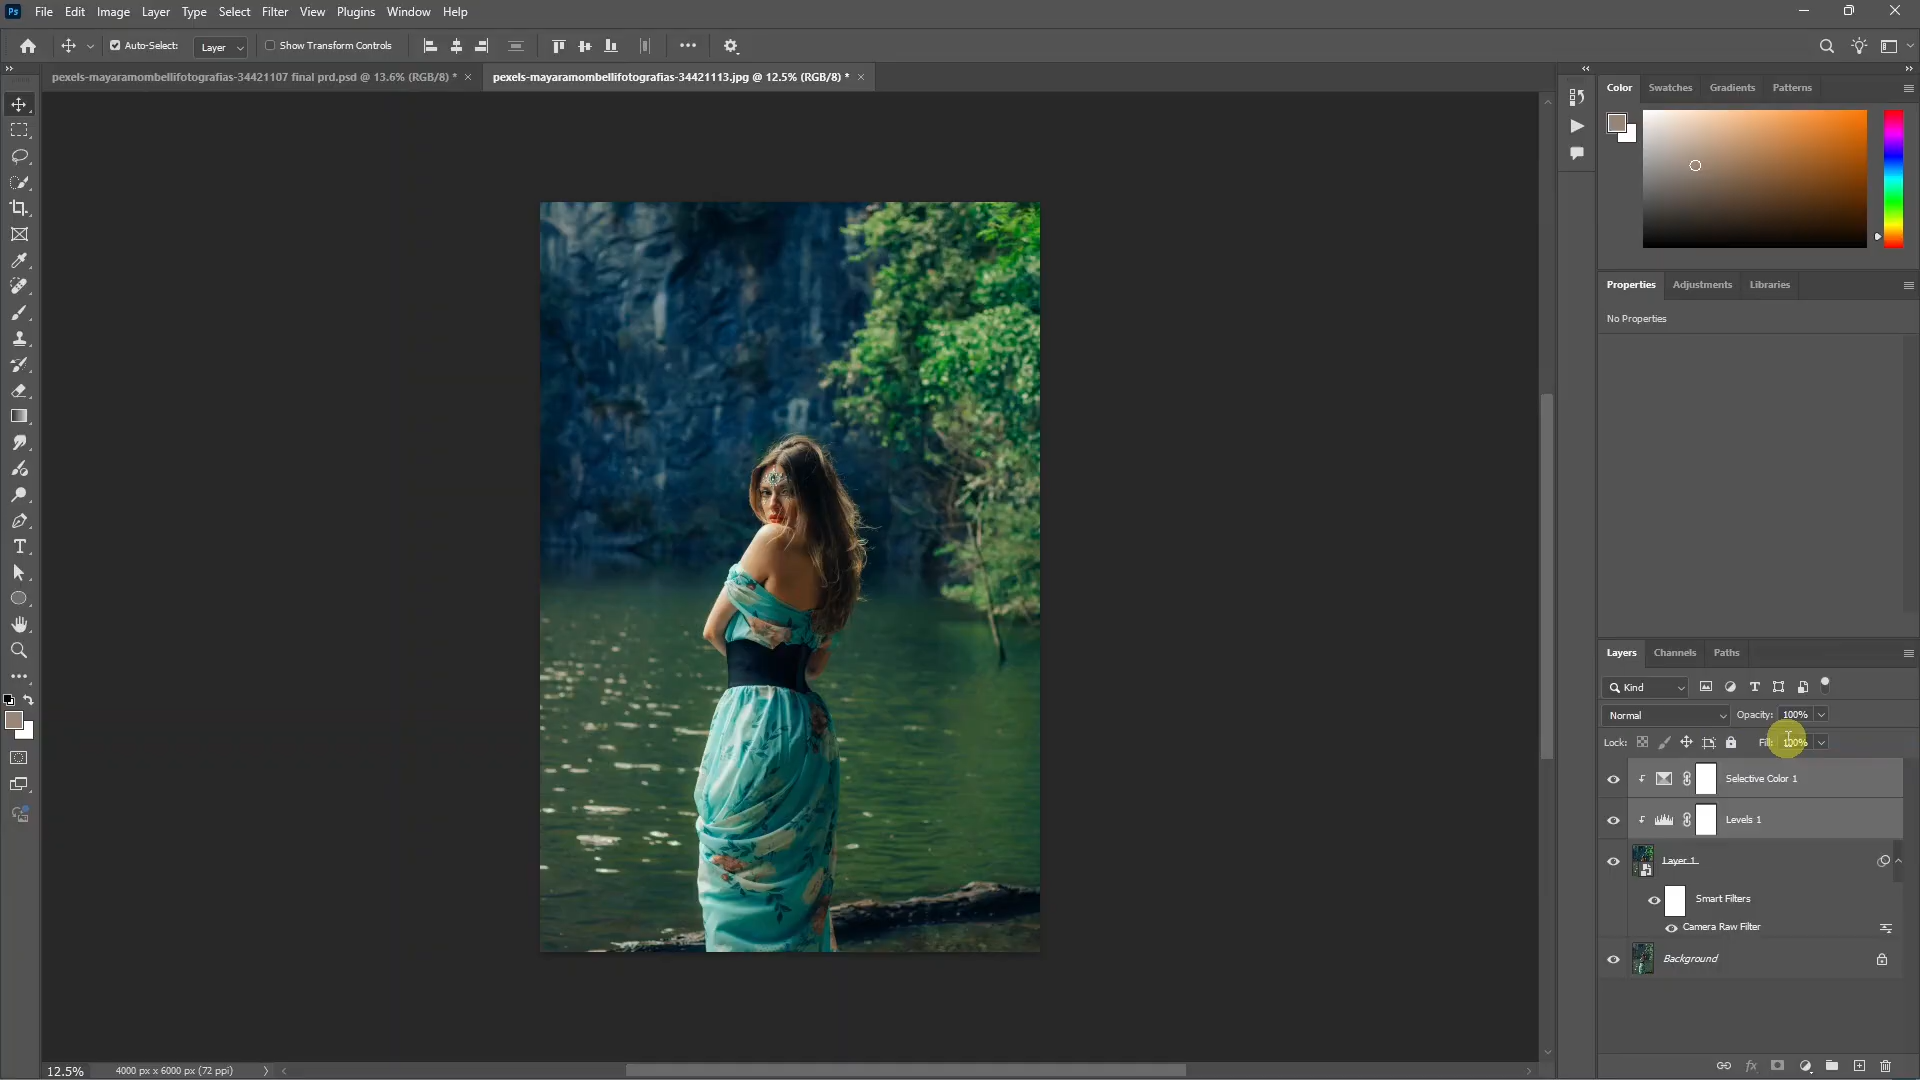 Ps File Edit Image Layer Type Select Filter View Plugins Window Help
Auto-Select: Layer Show Transform Controls
pexels-mayaramombellifotografias-34421107 final prd.psd @ 13.6% (RGB/8) * pexels-mayaramombellifotografias-34421113.jpg @ 12.5% (RGB/8) *
Color Swatches Gradients Patterns
Properties Adjustments Libraries
No Properties
Layers Channels Paths
Kind
Normal Opacity: 100%
Lock: Fill: 100%
Selective Color 1
Levels 1
Layer 1
Smart Filters
Camera Raw Filter
Background
12.5% 4000 px x 6000 px (72 ppi)